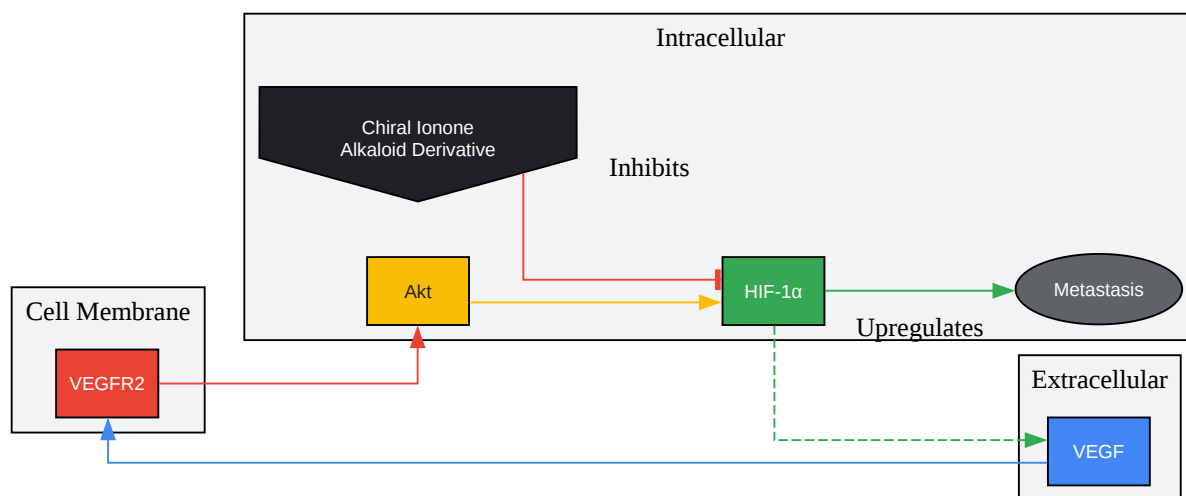 Intracellular
Chiral Ionone
Alkaloid Derivative
Inhibits
Akt
HIF-1α
Metastasis
Cell Membrane
Upregulates
VEGFR2
Extracellular
VEGF